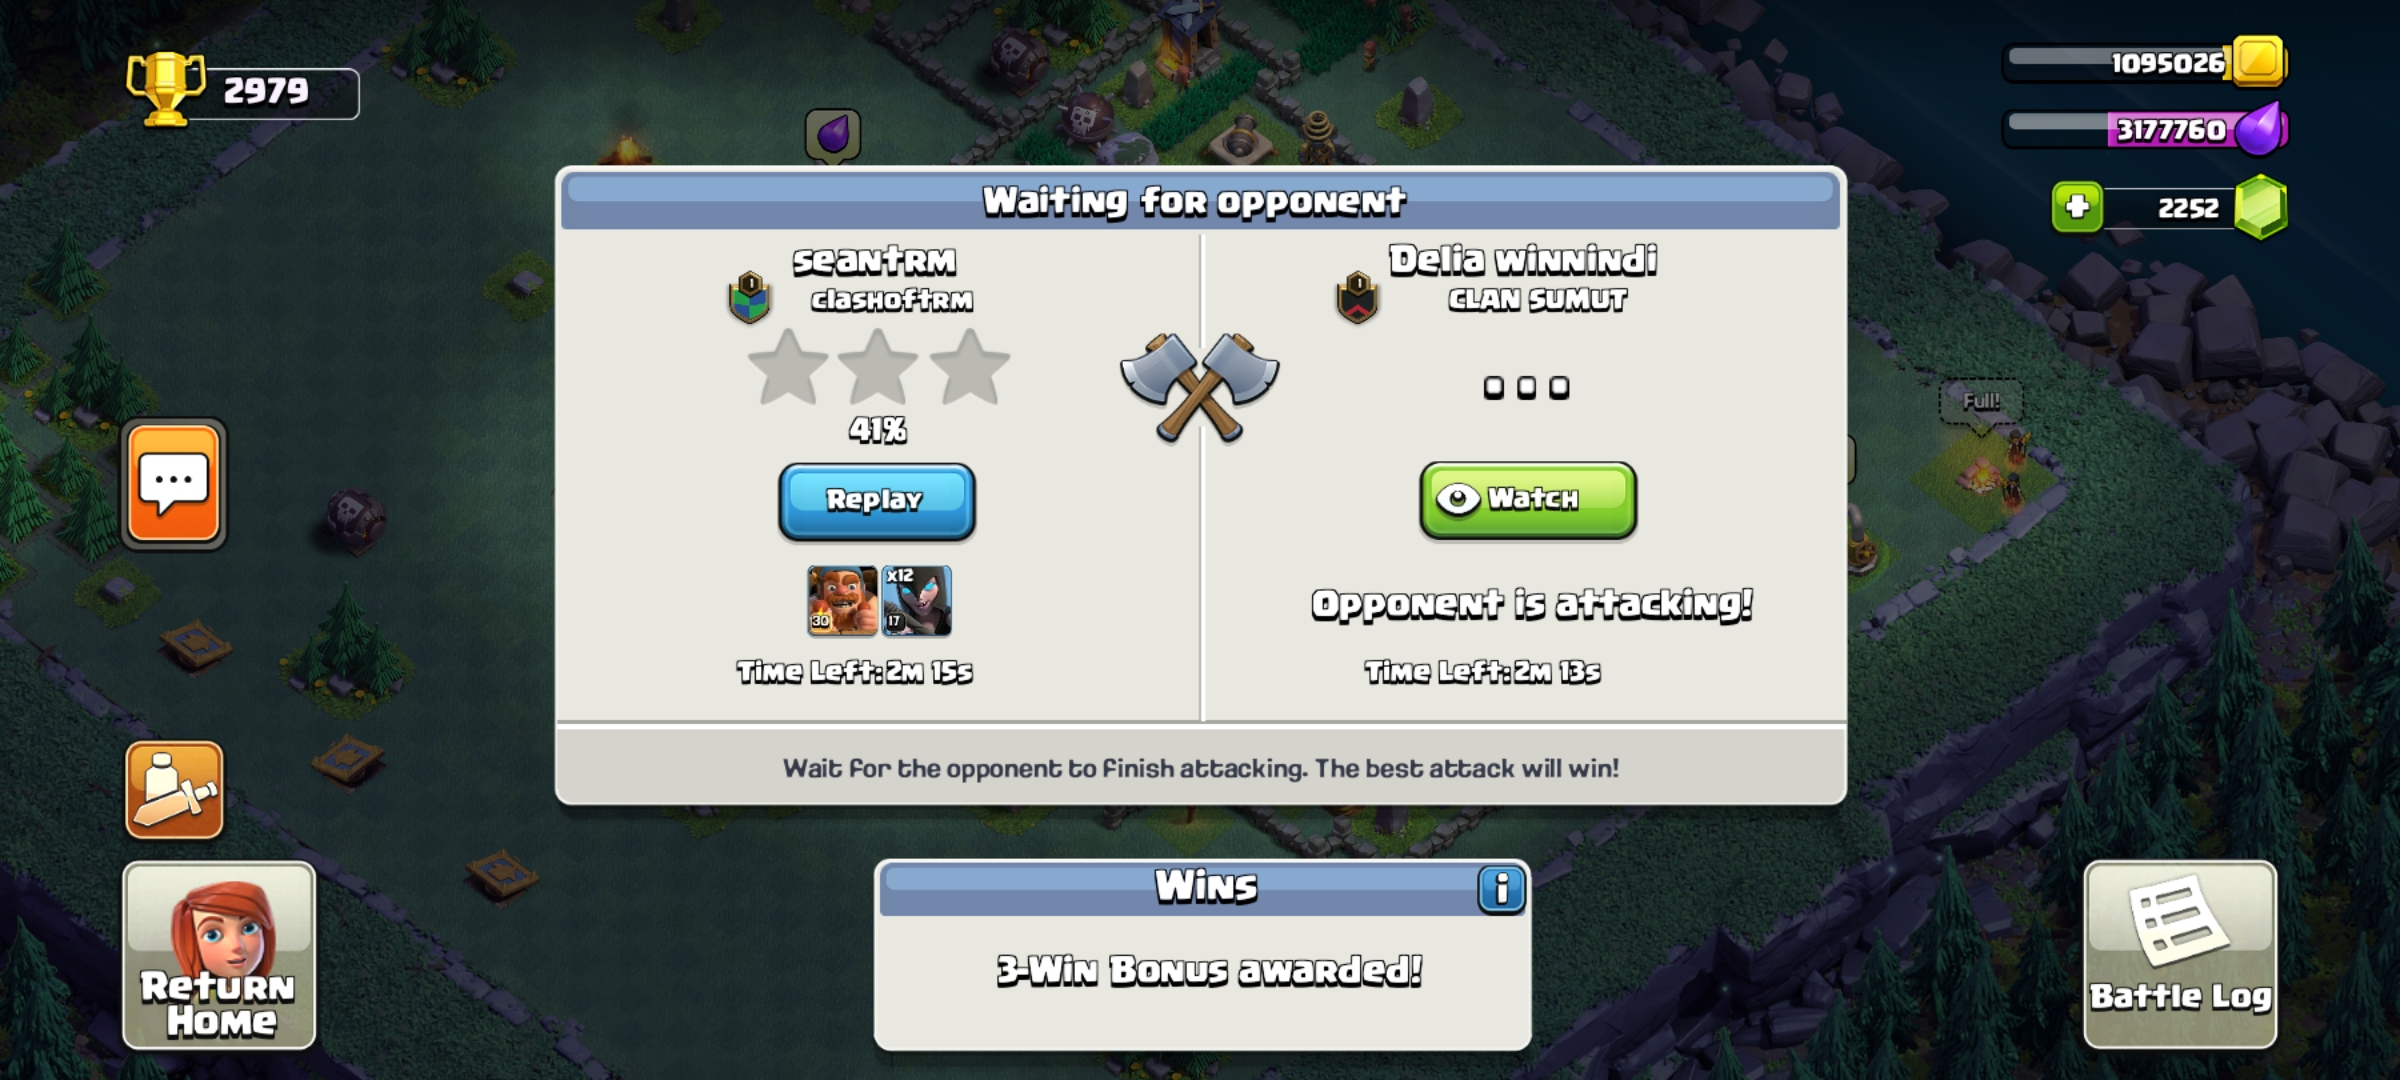 2979
1095026
3177760
2252
Waiting for opponent
seantrm
clashoftrm
1
41%
Replay
30
x12
17
Time Left: 2m 15s
Delia winnindi
CLAN SUMUT
1
Watch
Opponent is attacking!
Time Left: 2m 13s
Full!
Wait for the opponent to finish attacking. The best attack will win!
Wins
i
3-Win Bonus awarded!
Return
Home
Battle Log